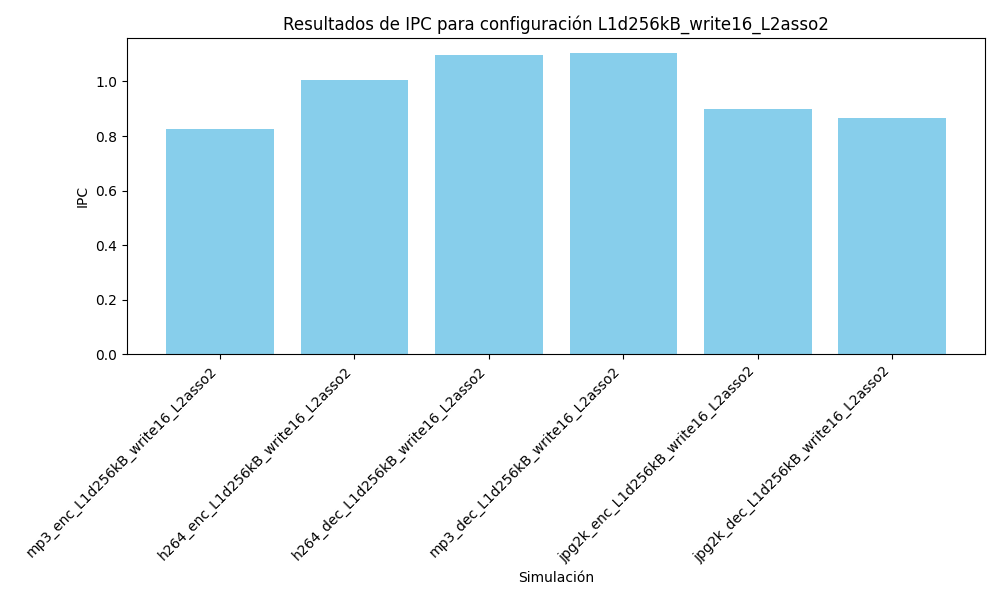 Resultados de IPC para configuración L1d256kB_write16_L2asso2
IPC
1.0
0.8
0.6
0.4
0.2
0.0
mp3_enc_L1d256kB_write16_L2asso2
h264_enc_L1d256kB_write16_L2asso2
h264_dec_L1d256kB_write16_L2asso2
mp3_dec_L1d256kB_write16_L2asso2
jpg2k_enc_L1d256kB_write16_L2asso2
jpg2k_dec_L1d256kB_write16_L2asso2
Simulación